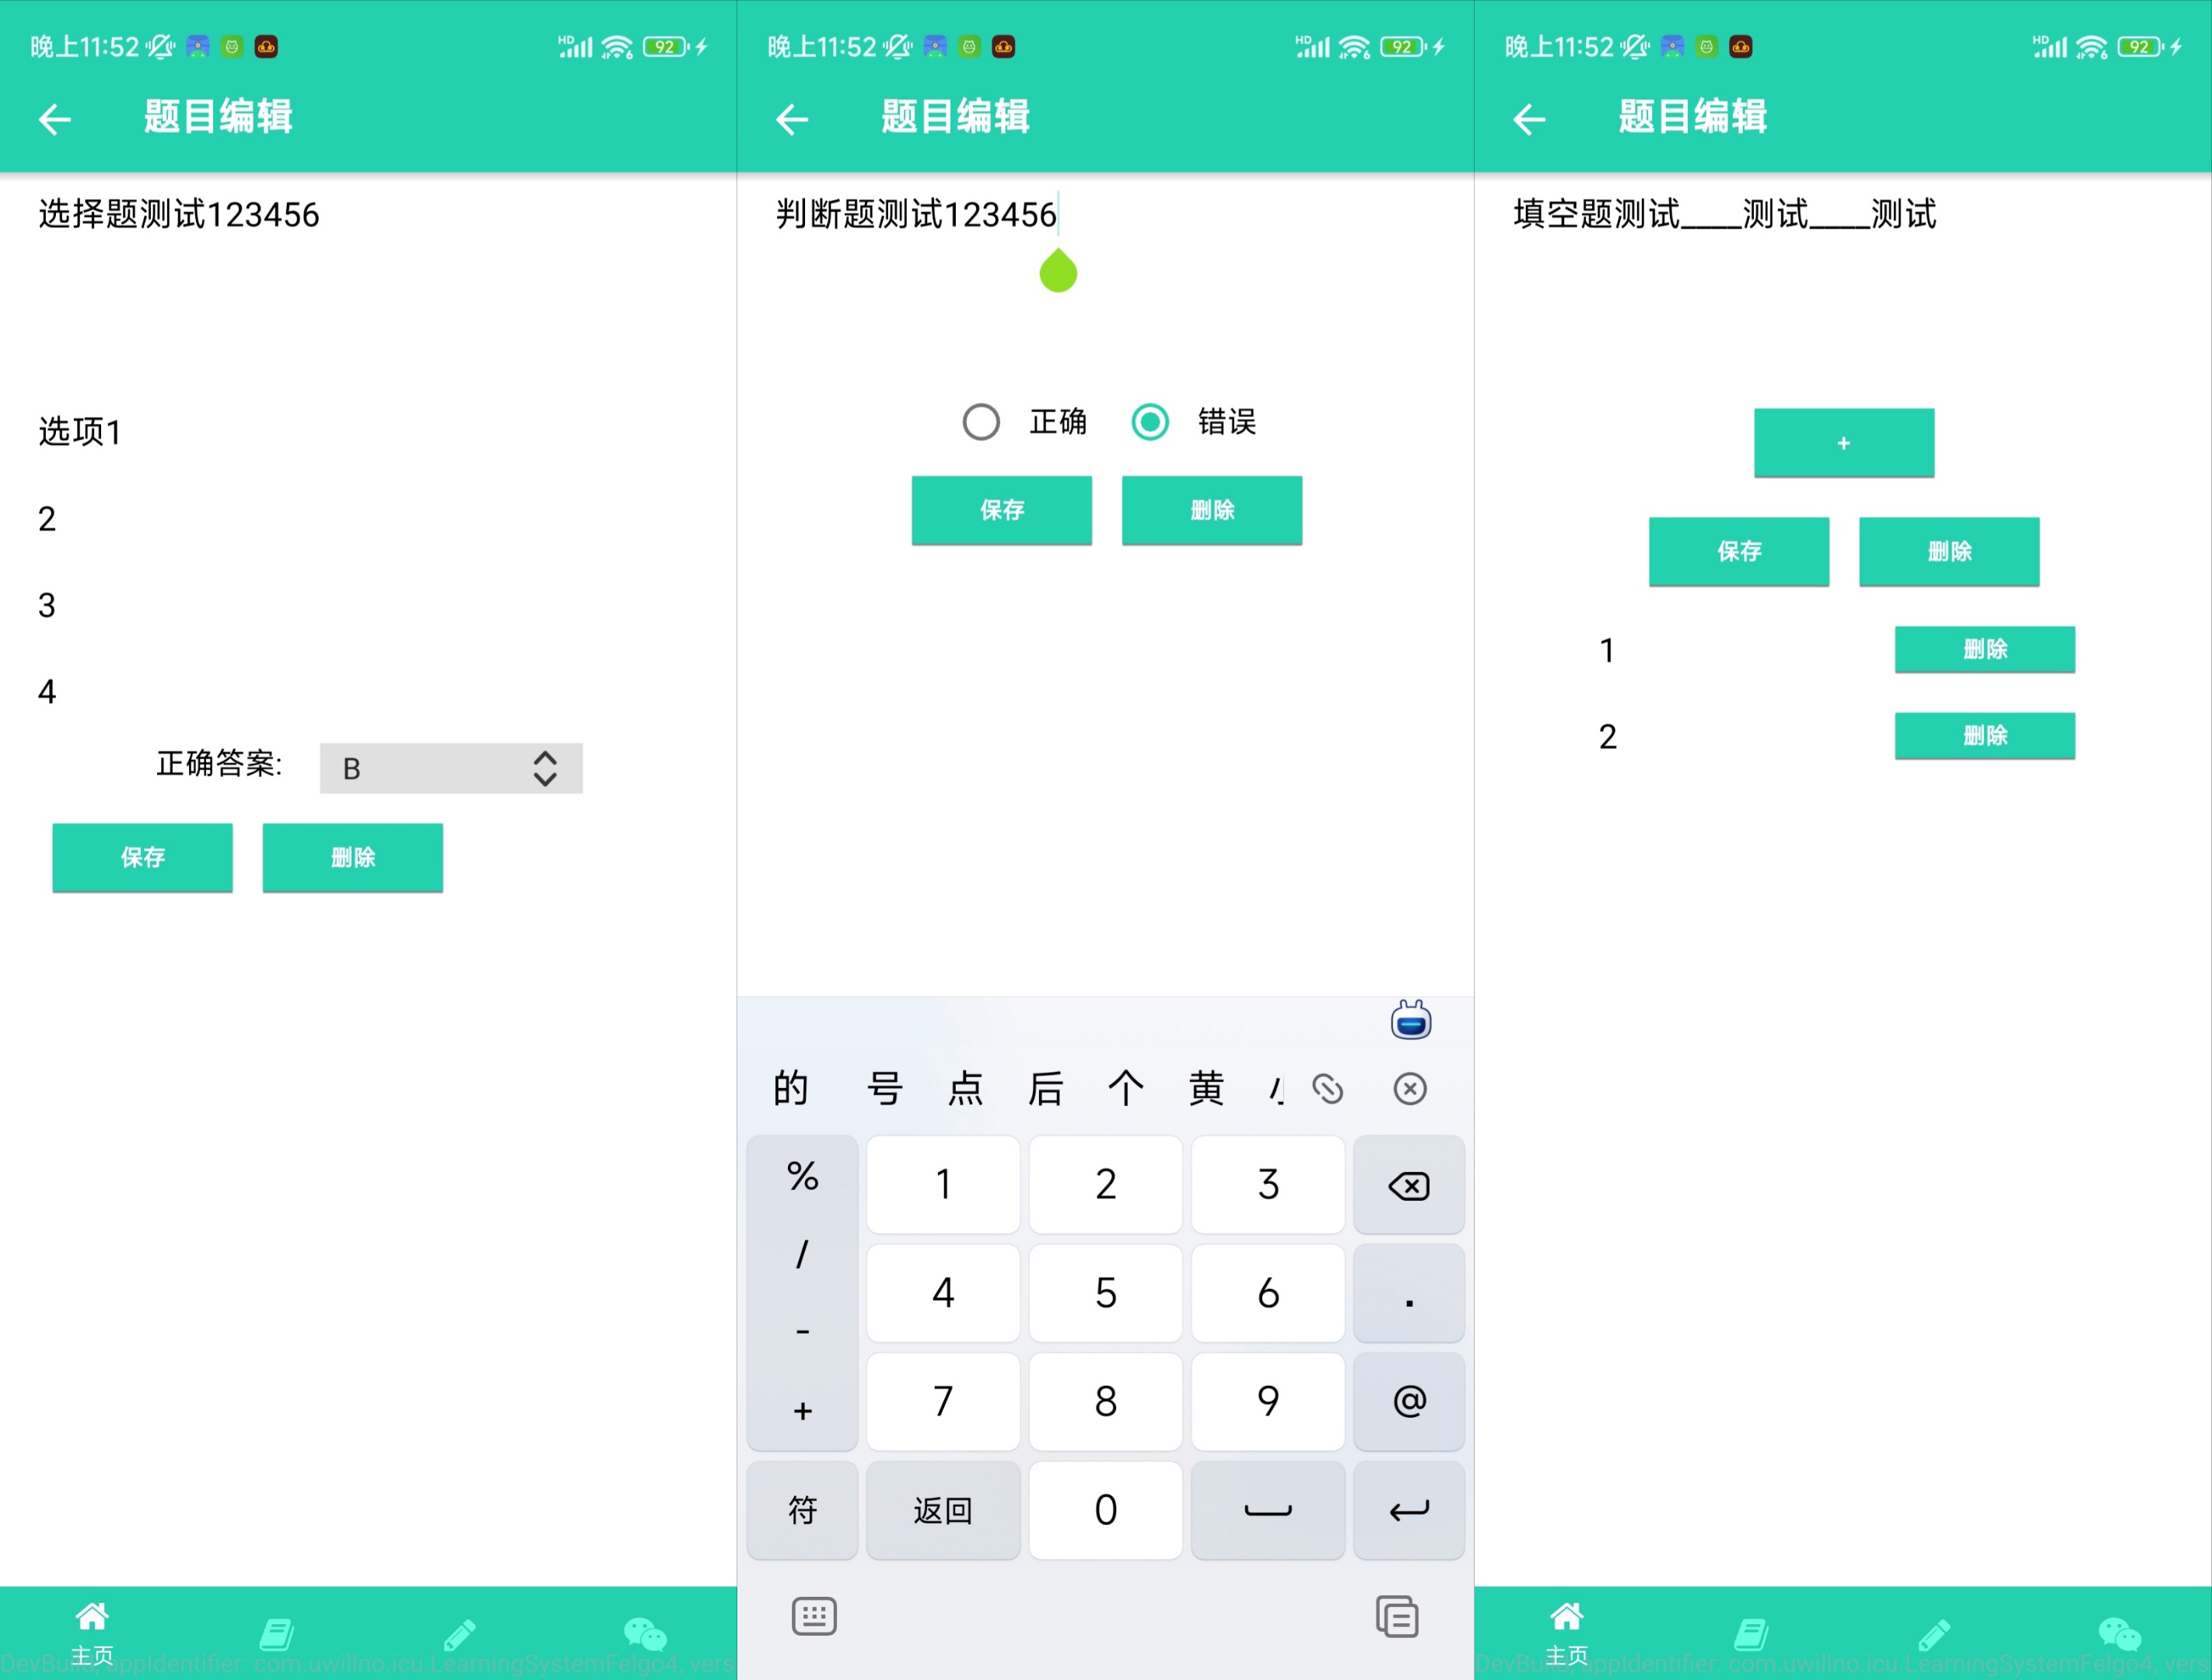 晚上11:52
HD
6
92
题目编辑
选择题测试123456
选项1
2
3
4
正确答案:
B
保存
删除
主页
DevBuild, appIdentifier: com.uwillno.icu.LearningSystemFelgo4, vers
晚上11:52
HD
6
92
题目编辑
判断题测试123456
正确
错误
保存
删除
的 号 点 后 个 黄
% 1 2 3
/ 4 5 6 .
- 7 8 9 @
+
符 返回 0
晚上11:52
HD
6
92
题目编辑
填空题测试____测试____测试
+
保存
删除
1 删除
2 删除
主页
DevBuild, appIdentifier: com.uwillno.icu.LearningSystemFelgo4, vers